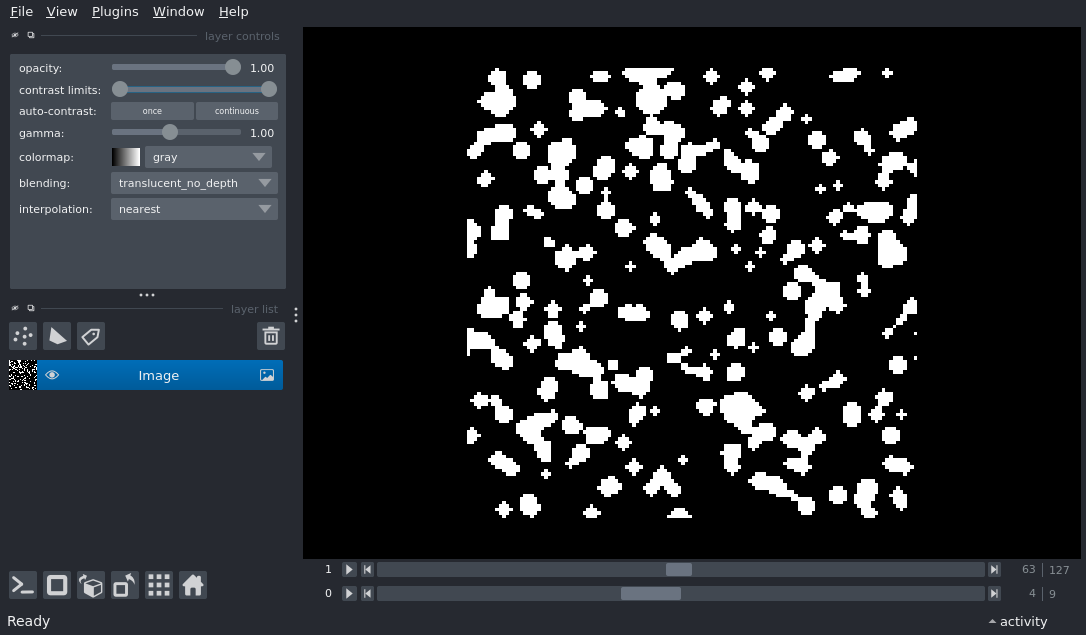 File View Plugins Window Help
layer controls
opacity: 1.00
contrast limits:
auto-contrast: once continuous
gamma: 1.00
colormap: gray
blending: translucent_no_depth
interpolation: nearest
layer list
Image
1 63 127
0 4 9
Ready activity